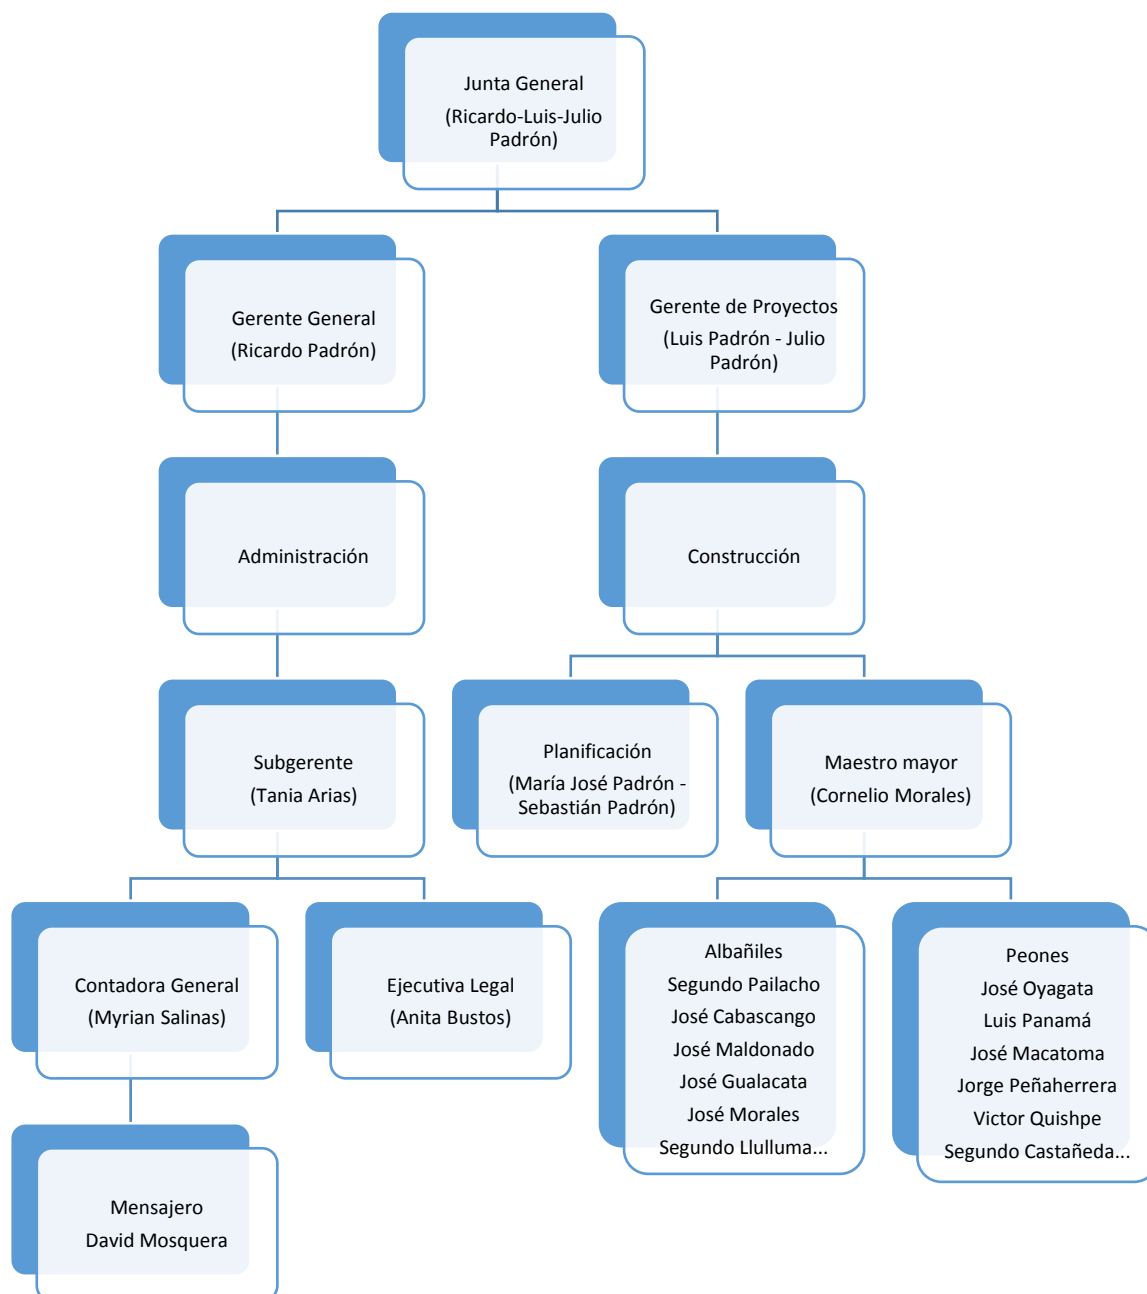 Junta General
(Ricardo-Luis-Julio
Padrón)
Gerente General
(Ricardo Padrón)
Gerente de Proyectos
(Luis Padrón - Julio
Padrón)
Administración
Construcción
Subgerente
(Tania Arias)
Planificación
(María José Padrón -
Sebastián Padrón)
Maestro mayor
(Cornelio Morales)
Contadora General
(Myrian Salinas)
Ejecutiva Legal
(Anita Bustos)
Albañiles
Segundo Pailacho
José Cabascango
José Maldonado
José Gualacata
José Morales
Segundo Llulluma...
Peones
José Oyagata
Luis Panamá
José Macatoma
Jorge Peñaherrera
Victor Quishpe
Segundo Castañeda...
Mensajero
David Mosquera